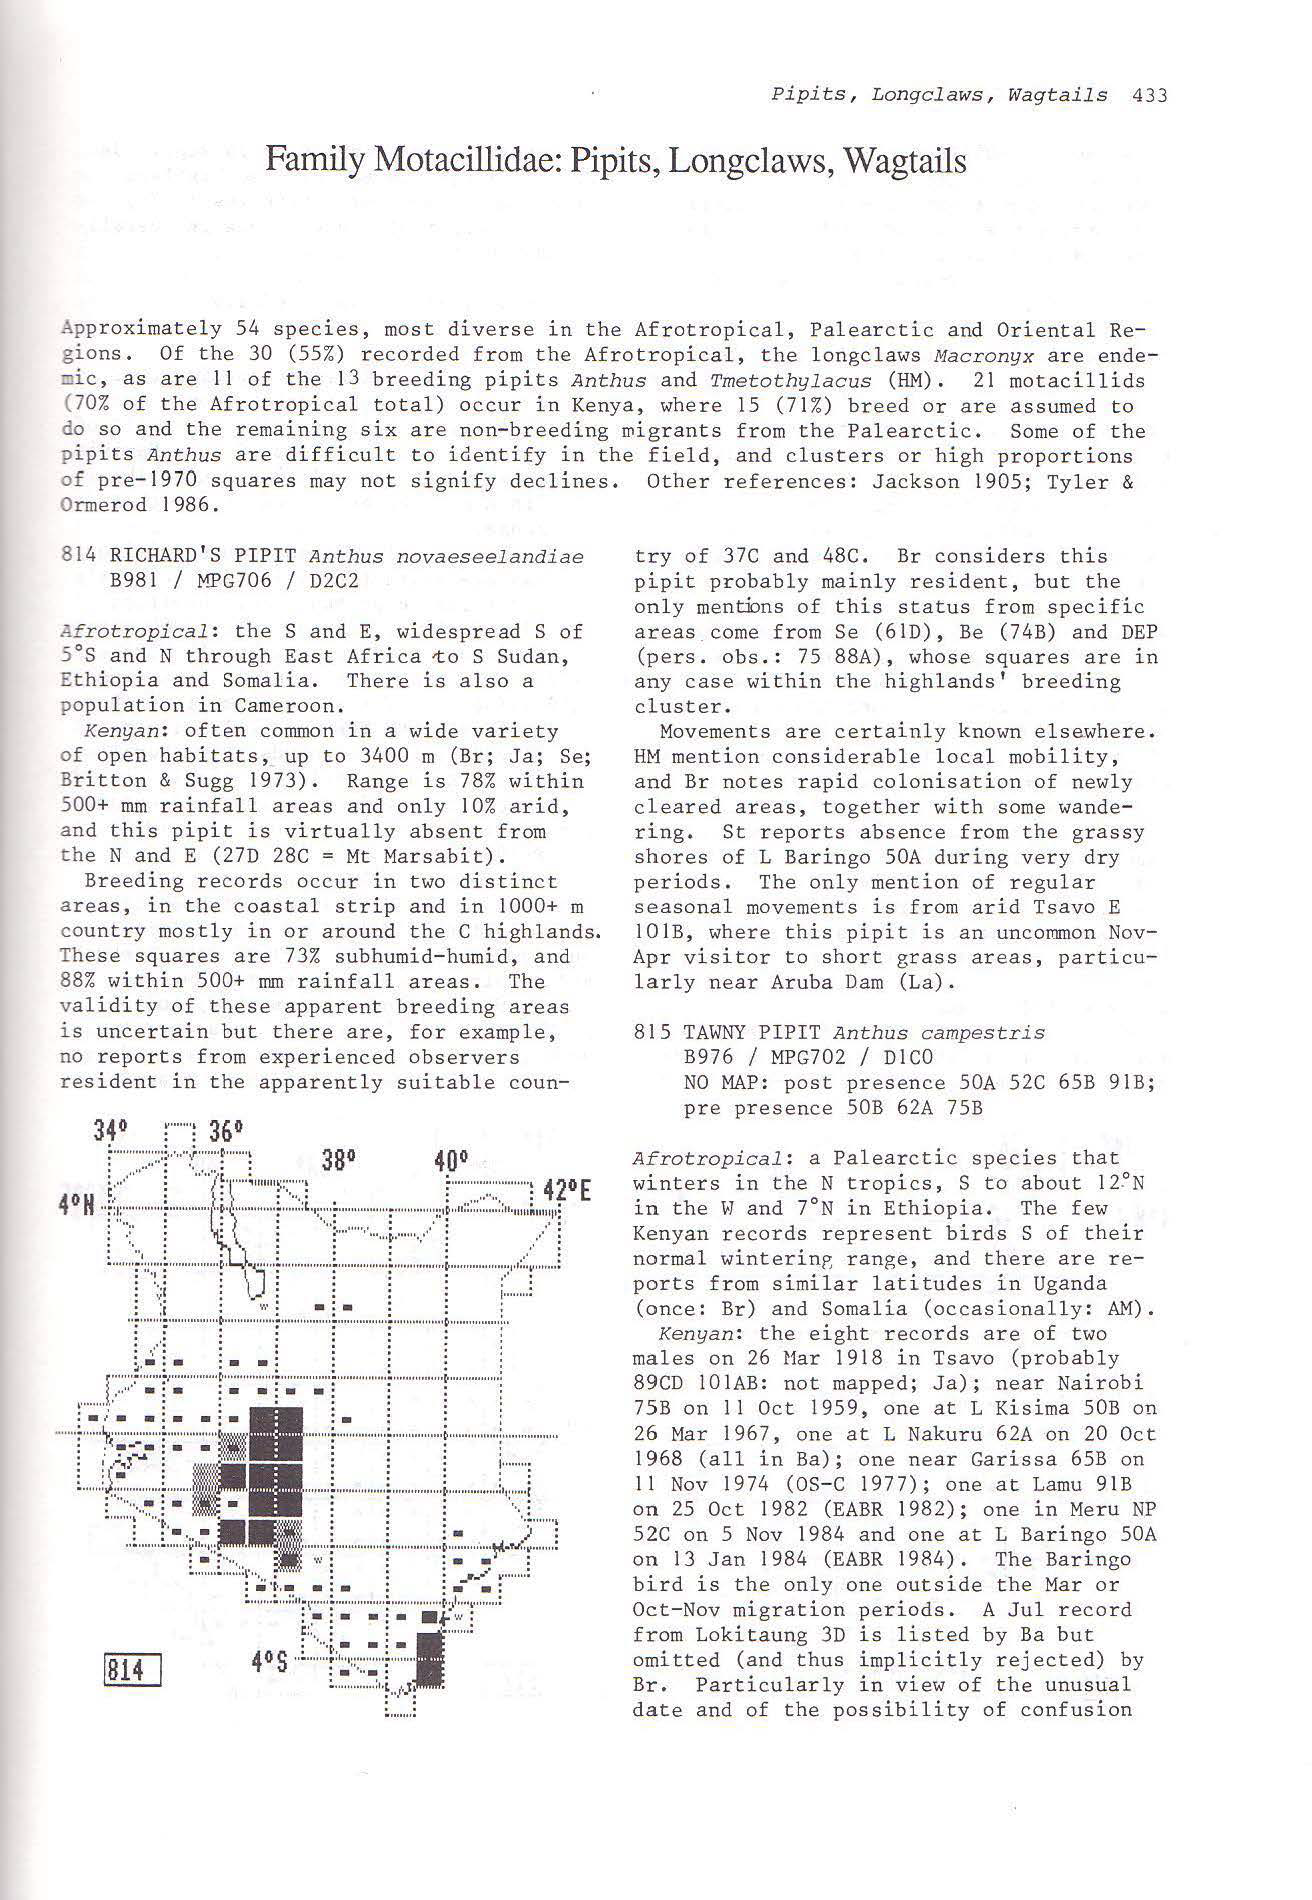 Pipits, Longclaws, Wagtails 433
Family Motacillidae: Pipits, Longclaws, Wagtails
Approximately 54 species, most diverse in the Afrotropical, Palearctic and Oriental Re-
gions. Of the 30 (55%) recorded from the Afrotropical, the longclaws Macronyx are ende-
mic, as are 11 of the 13 breeding pipits Anthus and Tmetothylacus (HM). 21 motacillids
(70% of the Afrotropical total) occur in Kenya, where 15 (71%) breed or are assumed to
do so and the remaining six are non-breeding migrants from the Palearctic. Some of the
pipits Anthus are difficult to identify in the field, and clusters or high proportions
of pre-1970 squares may not signify declines. Other references: Jackson 1905; Tyler &
Ormerod 1986.
814 RICHARD'S PIPIT Anthus novaeseelandiae
B981 / MPG706 / D2C2
Afrotropical: the S and E, widespread S of
5°S and N through East Africa to S Sudan,
Ethiopia and Somalia. There is also a
population in Cameroon.
Kenyan: often common in a wide variety
of open habitats, up to 3400 m (Br; Ja; Se;
Britton & Sugg 1973). Range is 78% within
500+ mm rainfall areas and only 10% arid,
and this pipit is virtually absent from
the N and E (27D 28C = Mt Marsabit).
Breeding records occur in two distinct
areas, in the coastal strip and in 1000+ m
country mostly in or around the C highlands.
These squares are 73% subhumid-humid, and
88% within 500+ mm rainfall areas. The
validity of these apparent breeding areas
is uncertain but there are, for example,
no reports from experienced observers
resident in the apparently suitable coun-
34° 36°
38° 40°
42°E
4°N
W
W
W
4°S
814
try of 37C and 48C. Br considers this
pipit probably mainly resident, but the
only mentions of this status from specific
areas come from Se (61D), Be (74B) and DEP
(pers. obs.: 75 88A), whose squares are in
any case within the highlands' breeding
cluster.
Movements are certainly known elsewhere.
HM mention considerable local mobility,
and Br notes rapid colonisation of newly
cleared areas, together with some wande-
ring. St reports absence from the grassy
shores of L Baringo 50A during very dry
periods. The only mention of regular
seasonal movements is from arid Tsavo E
101B, where this pipit is an uncommon Nov-
Apr visitor to short grass areas, particu-
larly near Aruba Dam (La).
815 TAWNY PIPIT Anthus campestris
B976 / MPG702 / D1C0
NO MAP: post presence 50A 52C 65B 91B;
pre presence 50B 62A 75B
Afrotropical: a Palearctic species that
winters in the N tropics, S to about 12°N
in the W and 7°N in Ethiopia. The few
Kenyan records represent birds S of their
normal wintering range, and there are re-
ports from similar latitudes in Uganda
(once: Br) and Somalia (occasionally: AM).
Kenyan: the eight records are of two
males on 26 Mar 1918 in Tsavo (probably
89CD 101AB: not mapped; Ja); near Nairobi
75B on 11 Oct 1959, one at L Kisima 50B on
26 Mar 1967, one at L Nakuru 62A on 20 Oct
1968 (all in Ba); one near Garissa 65B on
11 Nov 1974 (OS-C 1977); one at Lamu 91B
on 25 Oct 1982 (EABR 1982); one in Meru NP
52C on 5 Nov 1984 and one at L Baringo 50A
on 13 Jan 1984 (EABR 1984). The Baringo
bird is the only one outside the Mar or
Oct-Nov migration periods. A Jul record
from Lokitaung 3D is listed by Ba but
omitted (and thus implicitly rejected) by
Br. Particularly in view of the unusual
date and of the possibility of confusion